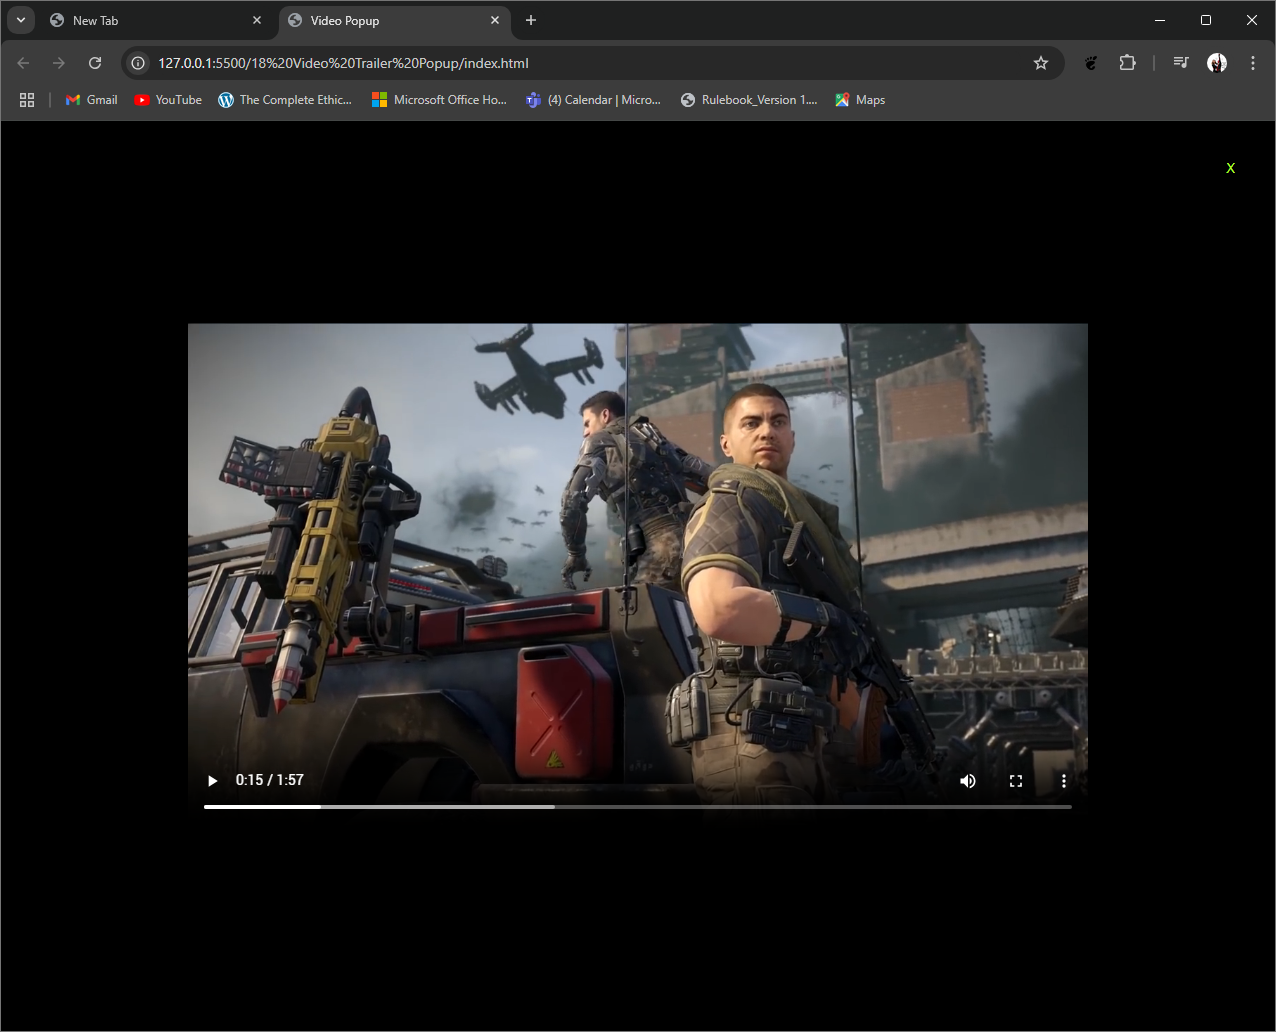 New Tab
Video Popup
127.0.0.1:5500/18%20Video%20Trailer%20Popup/index.html
Gmail
YouTube
The Complete Ethic...
Microsoft Office Ho...
(4) Calendar | Micro...
Rulebook_Version 1....
Maps
X
0:15 / 1:57